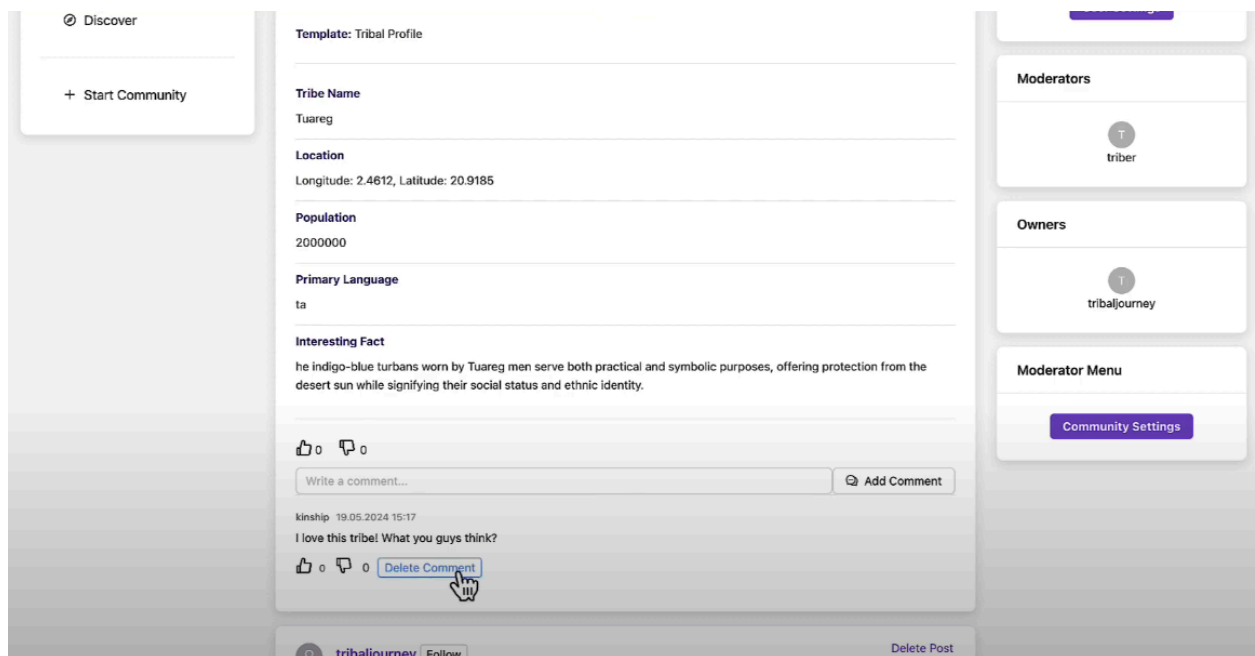 Discover
Start Community
Template: Tribal Profile
Tribe Name
Tuareg
Location
Longitude: 2.4612, Latitude: 20.9185
Population
2000000
Primary Language
ta
Interesting Fact
he indigo-blue turbans worn by Tuareg men serve both practical and symbolic purposes, offering protection from the
desert sun while signifying their social status and ethnic identity.
0 0
Write a comment... Add Comment
kinship 19.05.2024 15:17
I love this tribe! What you guys think?
0 0 Delete Comment
tribaljourney Follow Delete Post
Moderators
T
triber
Owners
T
tribaljourney
Moderator Menu
Community Settings